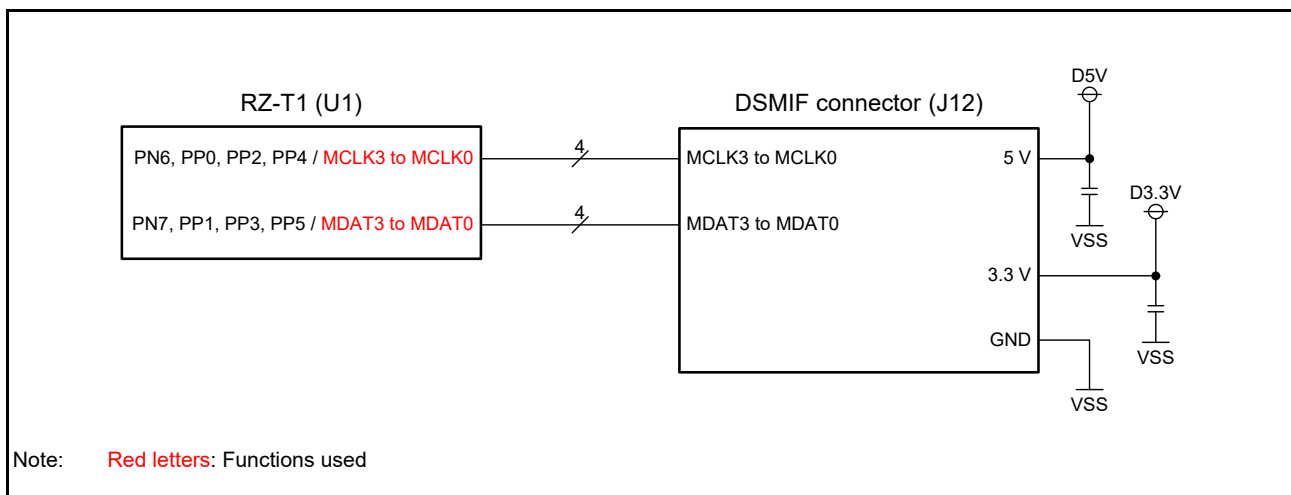 D5V
RZ-T1 (U1)
DSMIF connector (J12)
PN6, PP0, PP2, PP4 / MCLK3 to MCLK0
4
MCLK3 to MCLK0
5 V
D3.3V
PN7, PP1, PP3, PP5 / MDAT3 to MDAT0
4
MDAT3 to MDAT0
VSS
3.3 V
GND
VSS
VSS
Note: Red letters: Functions used